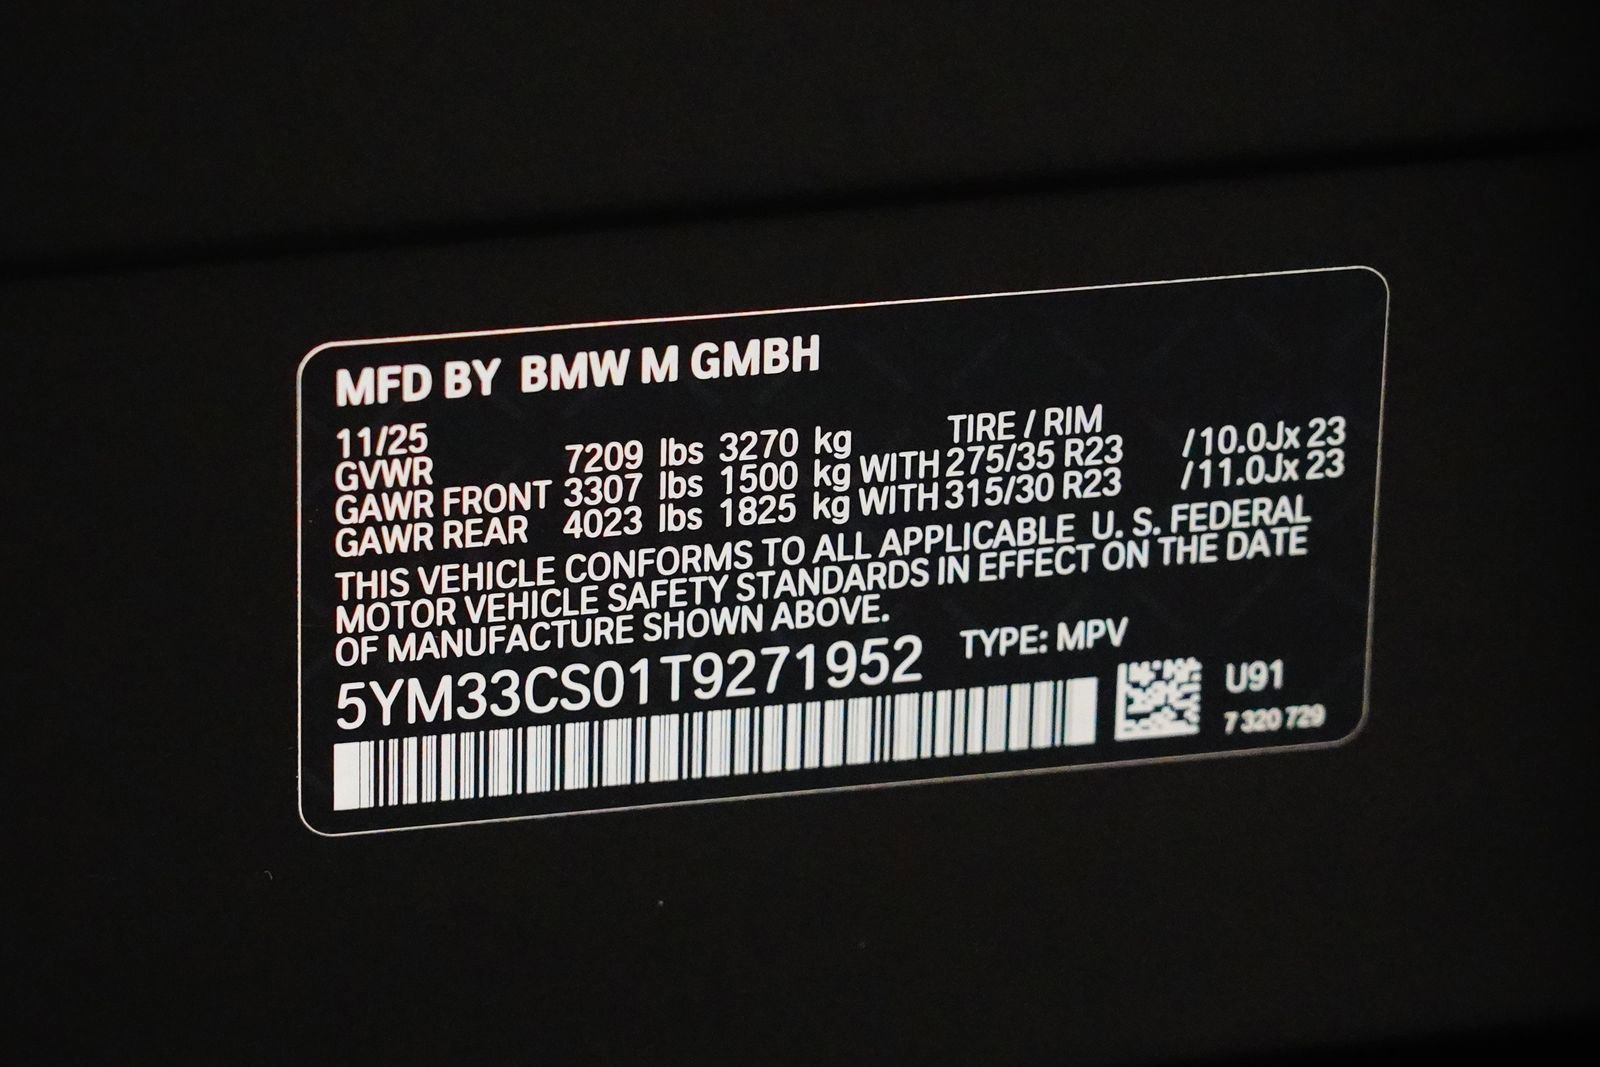 MFD BY BMW M GMBH
11/25 TIRE / RIM
GVWR 7209 lbs 3270 kg
GAWR FRONT 3307 lbs 1500 kg WITH 275/35 R23 /10.0Jx 23
GAWR REAR 4023 lbs 1825 kg WITH 315/30 R23 /11.0Jx 23
THIS VEHICLE CONFORMS TO ALL APPLICABLE U. S. FEDERAL
MOTOR VEHICLE SAFETY STANDARDS IN EFFECT ON THE DATE
OF MANUFACTURE SHOWN ABOVE.
5YM33CS01T9271952 TYPE: MPV
U91
7 320 729